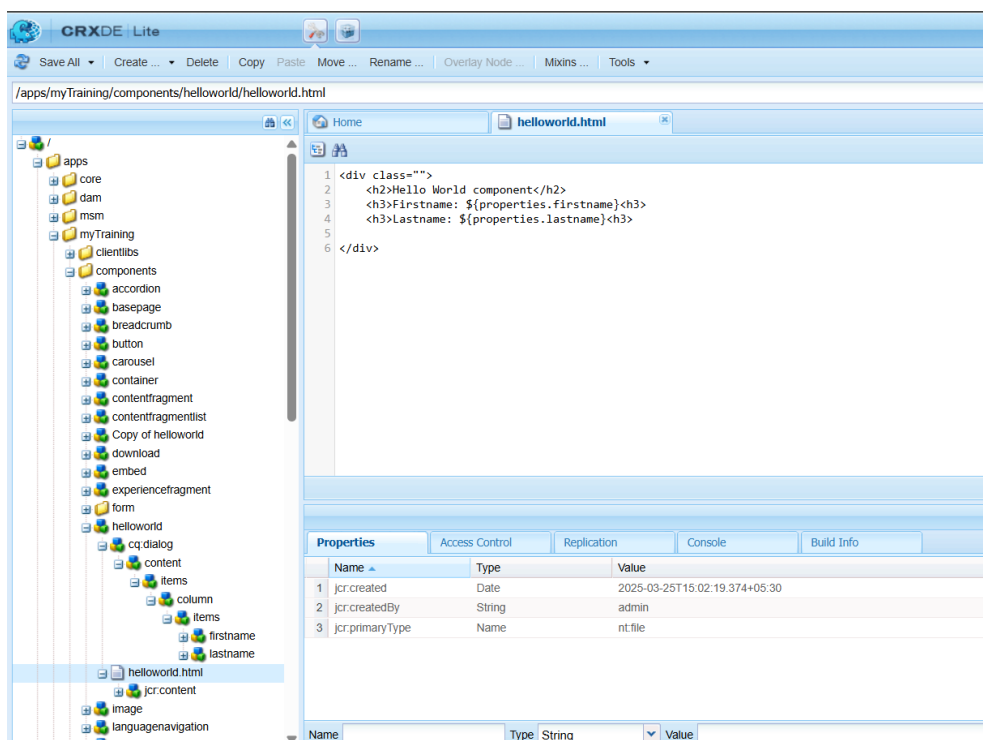 CRXDE | Lite
Save All Create ... Delete Copy Paste Move ... Rename ... Overlay Node ... Mixins ... Tools
/apps/myTraining/components/helloworld/helloworld.html
/
apps
core
dam
msm
myTraining
clientlibs
components
accordion
basepage
breadcrumb
button
carousel
container
contentfragment
contentfragmentlist
Copy of helloworld
download
embed
experiencefragment
form
helloworld
cq:dialog
content
items
column
items
firstname
lastname
helloworld.html
jcr:content
image
languagenavigation
Home helloworld.html
1 <div class="">
2 <h2>Hello World component</h2>
3 <h3>Firstname: ${properties.firstname}<h3>
4 <h3>Lastname: ${properties.lastname}<h3>
5
6 </div>
Properties Access Control Replication Console Build Info
Name Type Value
1 jcr:created Date 2025-03-25T15:02:19.374+05:30
2 jcr:createdBy String admin
3 jcr:primaryType Name nt:file
Name Type String Value